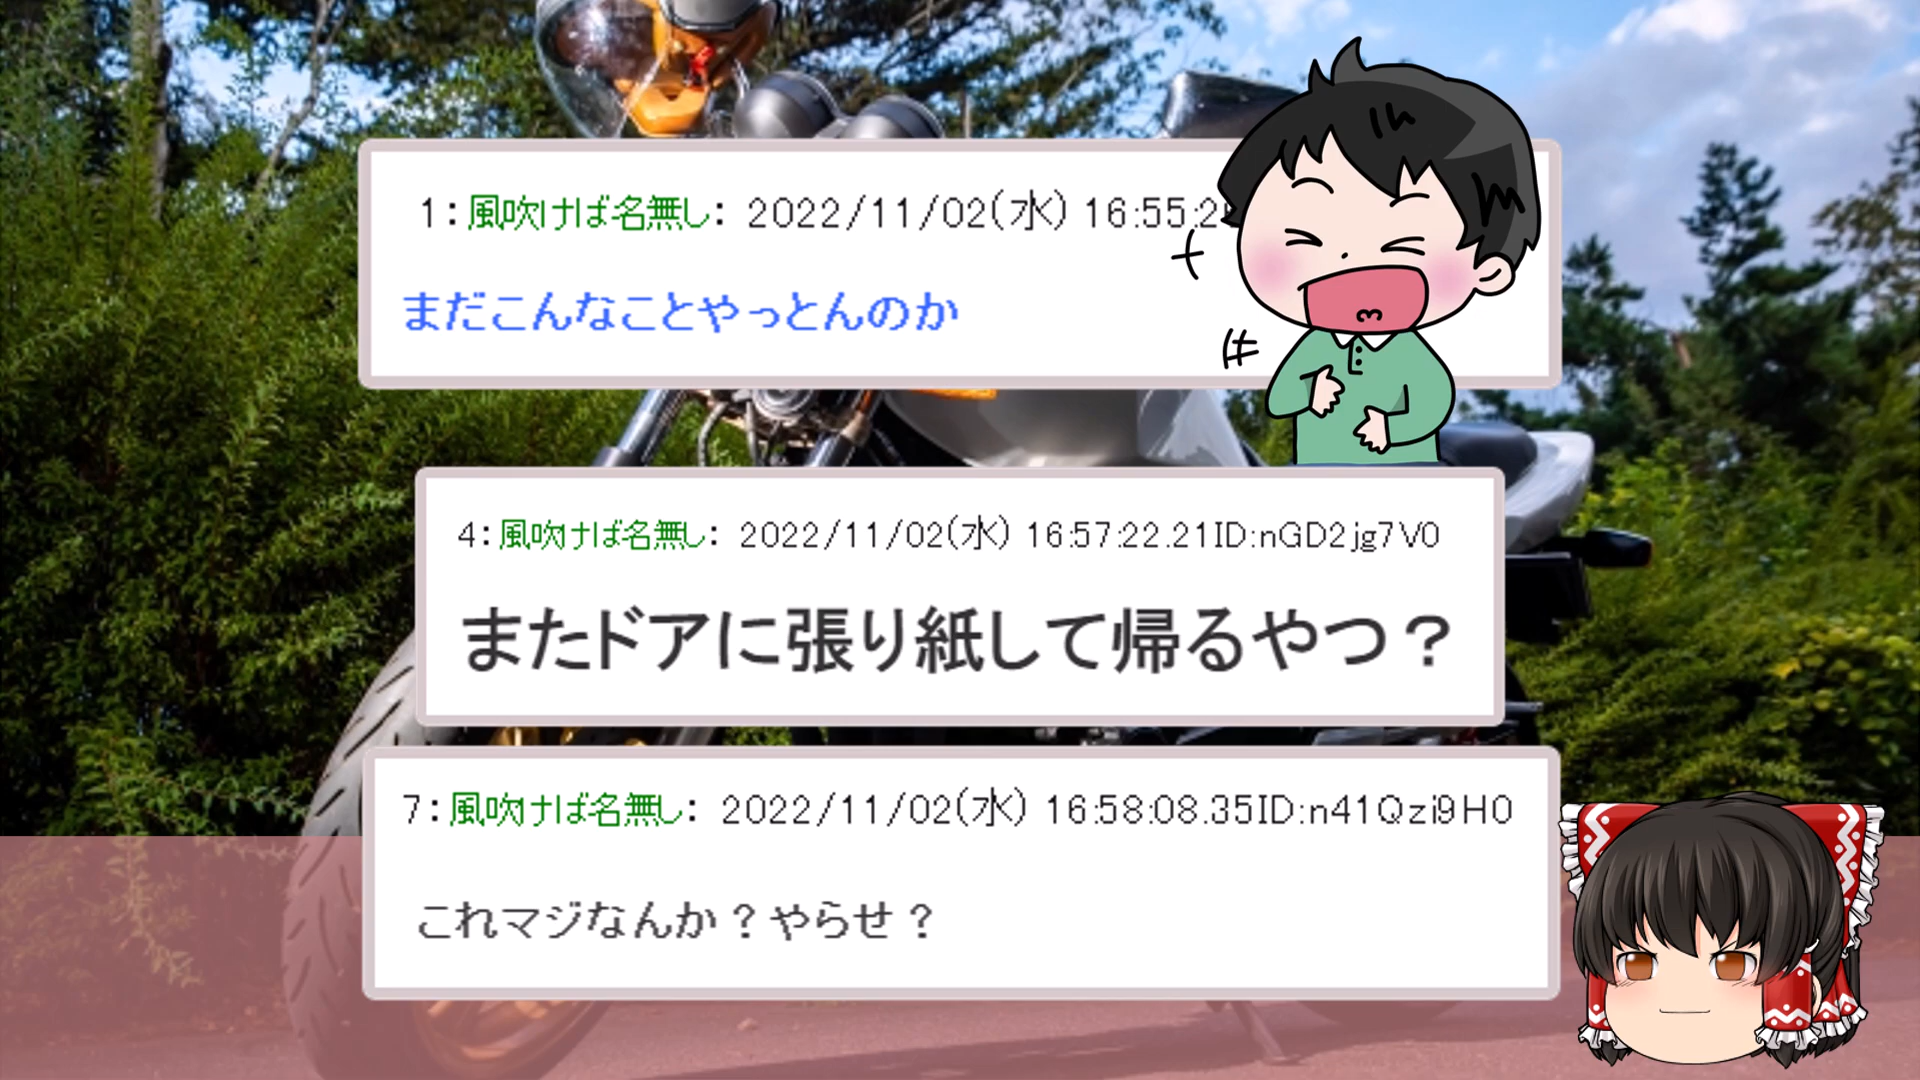 1:風吹けば名無し: 2022/11/02(水) 16:55:2
まだこんなことやっとんのか
4:風吹けば名無し: 2022/11/02(水) 16:57:22.21ID:nGD2jg7V0
またドアに張り紙して帰るやつ？
7:風吹けば名無し: 2022/11/02(水) 16:58:08.35ID:n41Qzi9H0
これマジなんか？やらせ？